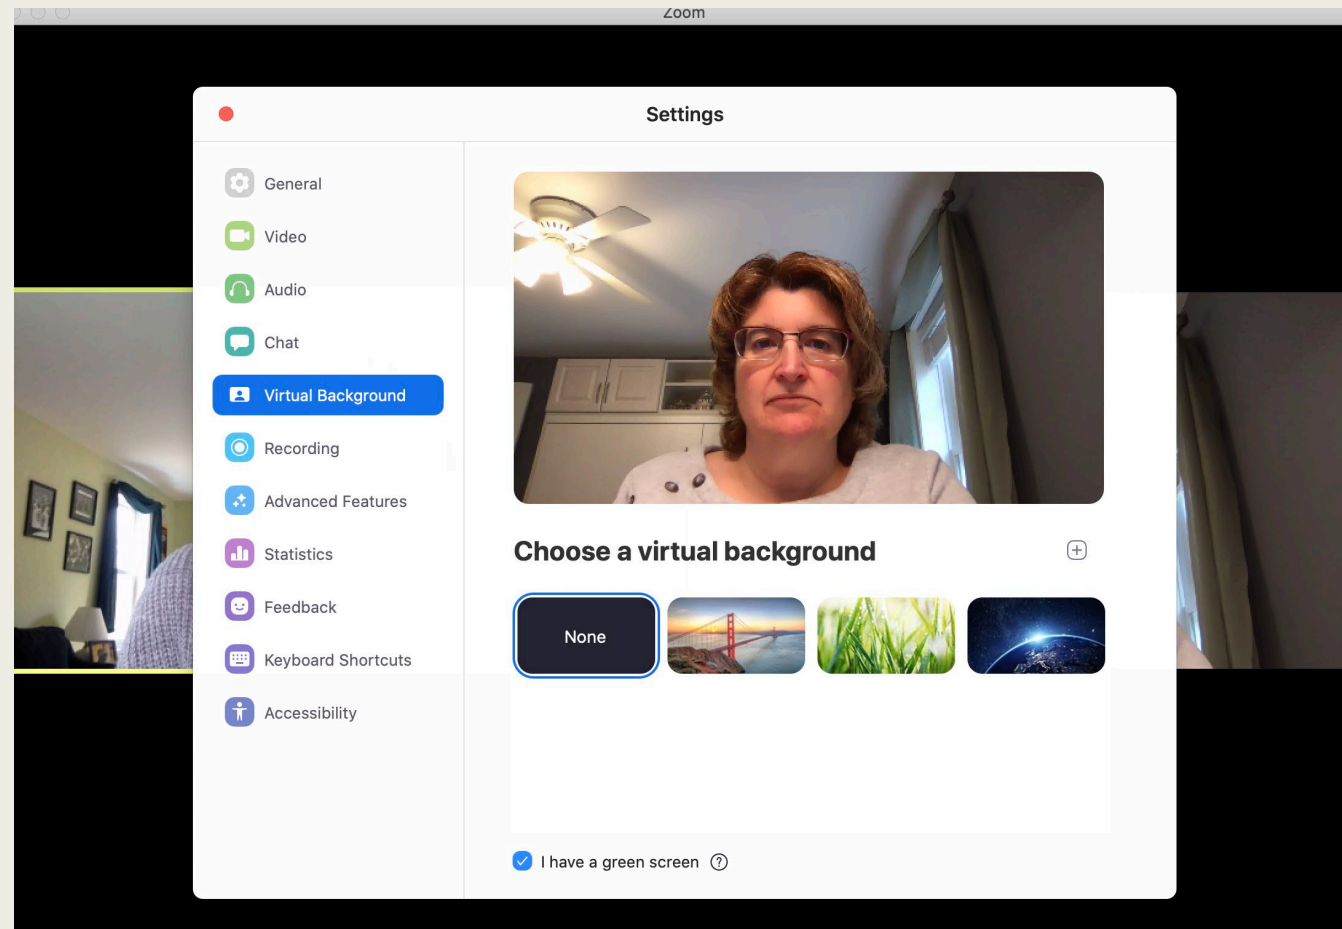 Zoom
Settings
General
Video
Audio
Chat
Virtual Background
Recording
Advanced Features
Statistics
Feedback
Keyboard Shortcuts
Accessibility
Choose a virtual background
None
I have a green screen